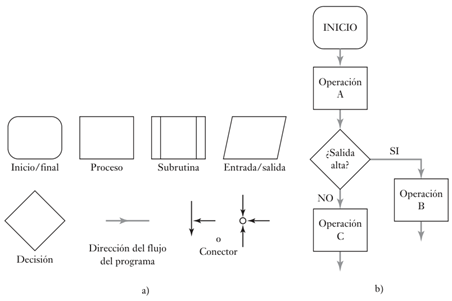 INICIO
Operación
A
¿Salida
alta?
SI
NO
Operación
B
Operación
C
b)
Inicio/final
Proceso
Subrutina
Entrada/salida
Decisión
Dirección del flujo
del programa
o
Conector
a)